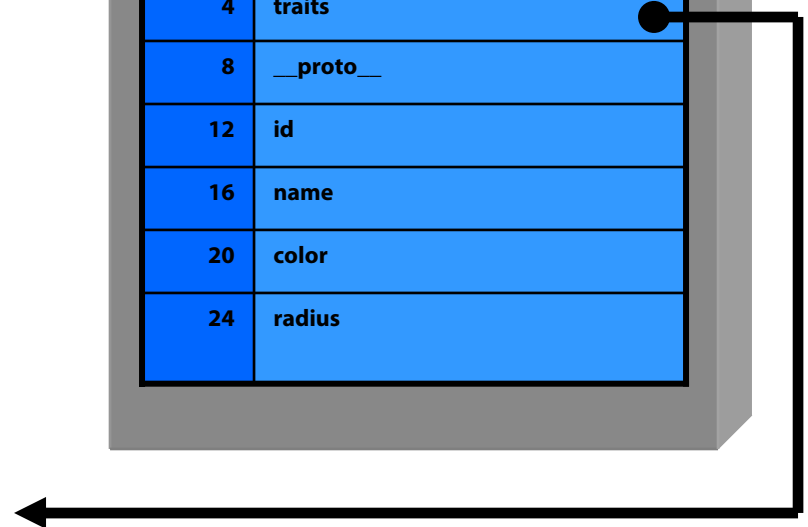 4 traits
8 __proto__
12 id
16 name
20 color
24 radius